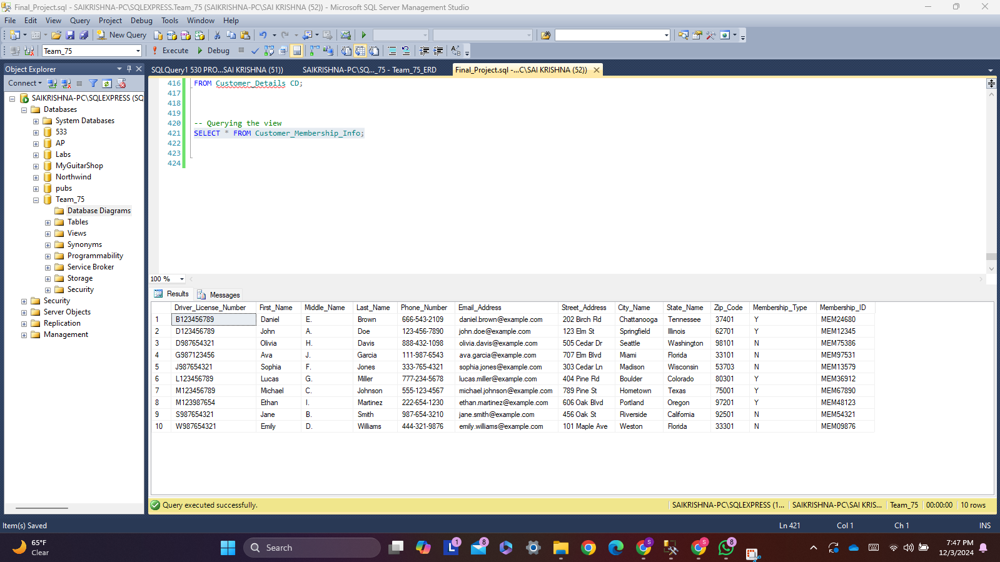 Final_Project.sql - SAIKRISHNA-PC\SQLEXPRESS.Team_75 (SAIKRISHNA-PC\SAI KRISHNA (52)) - Microsoft SQL Server Management Studio
File Edit View Query Project Debug Tools Window Help
New Query
Team_75 Execute Debug
Object Explorer
SQLQuery1 530 PRO...SAI KRISHNA (51)) SAIKRISHNA-PC\SQ..._75 - Team_75_ERD Final_Project.sql -...C\SAI KRISHNA (52))
Connect
SAIKRISHNA-PC\SQLEXPRESS (SQ
Databases
System Databases
533
AP
Labs
MyGuitarShop
Northwind
pubs
Team_75
Database Diagrams
Tables
Views
Synonyms
Programmability
Service Broker
Storage
Security
Security
Server Objects
Replication
Management
416 FROM Customer_Details CD;
417
418
419
420 -- Querying the view
421 SELECT * FROM Customer_Membership_Info;
422
423
424
100 %
Results Messages
Driver_License_Number First_Name Middle_Name Last_Name Phone_Number Email_Address Street_Address City_Name State_Name Zip_Code Membership_Type Membership_ID
1 B123456789 Daniel E. Brown 666-543-2109 daniel.brown@example.com 202 Birch Rd Chattanooga Tennessee 37401 Y MEM24680
2 D123456789 John A. Doe 123-456-7890 john.doe@example.com 123 Elm St Springfield Illinois 62701 Y MEM12345
3 D987654321 Olivia H. Davis 888-432-1098 olivia.davis@example.com 505 Cedar Dr Seattle Washington 98101 N MEM75386
4 G987123456 Ava J. Garcia 111-987-6543 ava.garcia@example.com 707 Elm Blvd Miami Florida 33101 N MEM97531
5 J987654321 Sophia F. Jones 333-765-4321 sophia.jones@example.com 303 Cedar Ln Madison Wisconsin 53703 N MEM13579
6 L123456789 Lucas G. Miller 777-234-5678 lucas.miller@example.com 404 Pine Rd Boulder Colorado 80301 Y MEM36912
7 M123456789 Michael C. Johnson 555-123-4567 michael.johnson@example.com 789 Pine St Hometown Texas 75001 Y MEM67890
8 M123987654 Ethan I. Martinez 222-654-1230 ethan.martinez@example.com 606 Oak Blvd Portland Oregon 97201 Y MEM48123
9 S987654321 Jane B. Smith 987-654-3210 jane.smith@example.com 456 Oak St Riverside California 92501 N MEM54321
10 W987654321 Emily D. Williams 444-321-9876 emily.williams@example.com 101 Maple Ave Weston Florida 33301 N MEM09876
Query executed successfully. SAIKRISHNA-PC\SQLEXPRESS (1... SAIKRISHNA-PC\SAI KRIS... Team_75 00:00:00 10 rows
Item(s) Saved Ln 421 Col 1 Ch 1 INS
65°F
Clear
Search
1
8
S
S
8
7:47 PM
12/3/2024